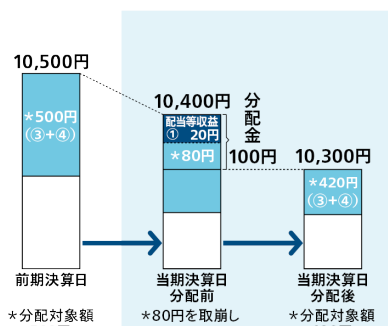 10,500円
*500円
(③+④)
前期決算日
*分配対象額
10,400円
配当等収益
① 20円
*80円
分配金
100円
当期決算日
分配前
*80円を取崩し
10,300円
*420円
(③+④)
当期決算日
分配後
*分配対象額